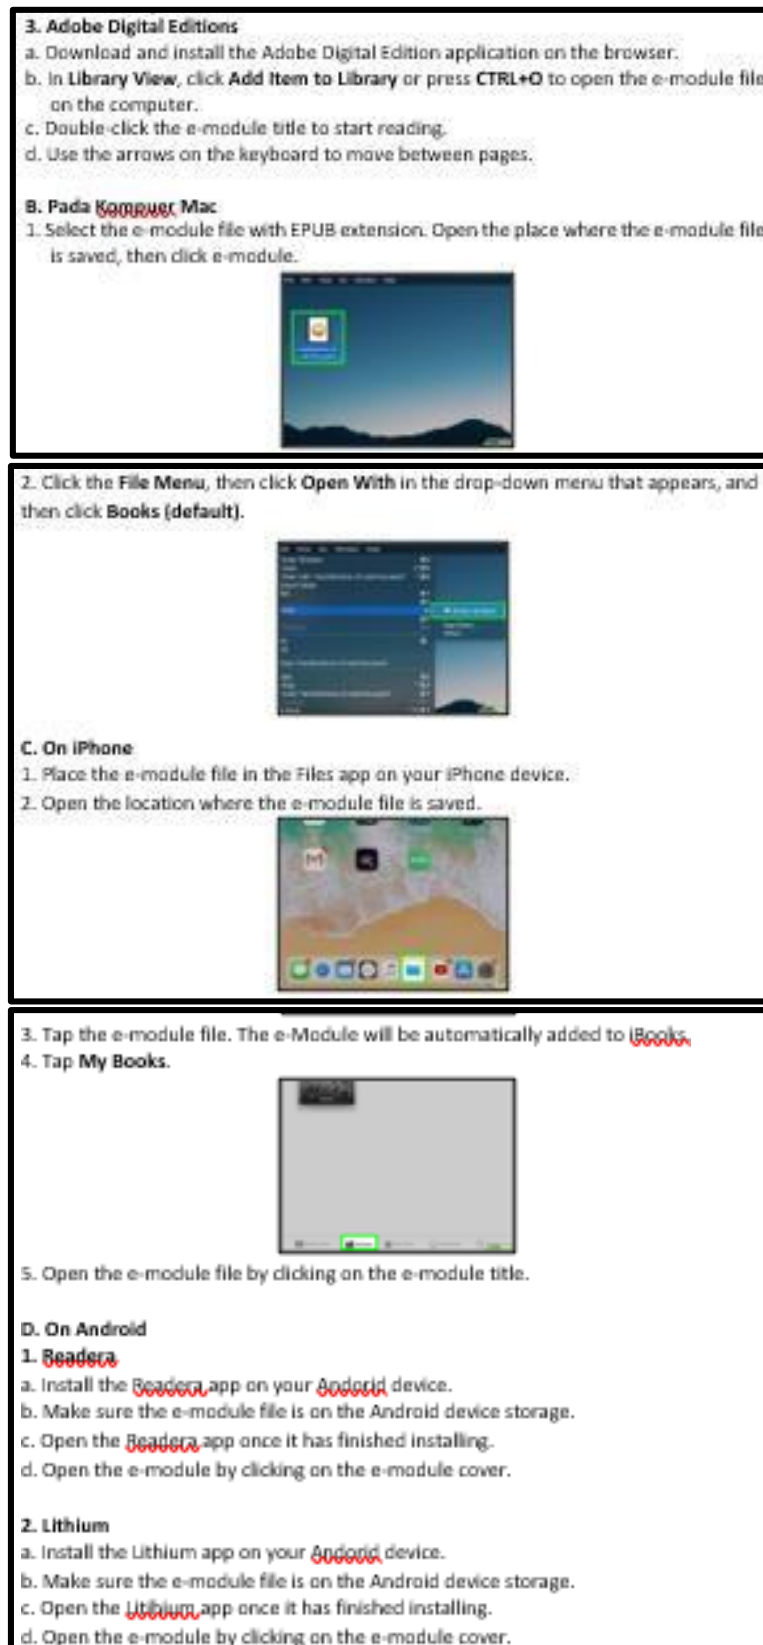 3. Adobe Digital Editions
a. Download and install the Adobe Digital Edition application on the browser.
b. In Library View, click Add Item to Library or press CTRL+O to open the e-module file
on the computer.
c. Double-click the e-module title to start reading.
d. Use the arrows on the keyboard to move between pages.
B. Pada Kompuer Mac
1. Select the e-module file with EPUB extension. Open the place where the e-module file
is saved, then click e-module.
2. Click the File Menu, then click Open With in the drop-down menu that appears, and
then click Books (default).
C. On iPhone
1. Place the e-module file in the Files app on your iPhone device.
2. Open the location where the e-module file is saved.
3. Tap the e-module file. The e-Module will be automatically added to iBooks.
4. Tap My Books.
5. Open the e-module file by clicking on the e-module title.
D. On Android
1. Readera
a. Install the Readera app on your Andorid device.
b. Make sure the e-module file is on the Android device storage.
c. Open the Readera app once it has finished installing.
d. Open the e-module by clicking on the e-module cover.
2. Lithium
a. Install the Lithium app on your Andorid device.
b. Make sure the e-module file is on the Android device storage.
c. Open the Litihium app once it has finished installing.
d. Open the e-module by clicking on the e-module cover.